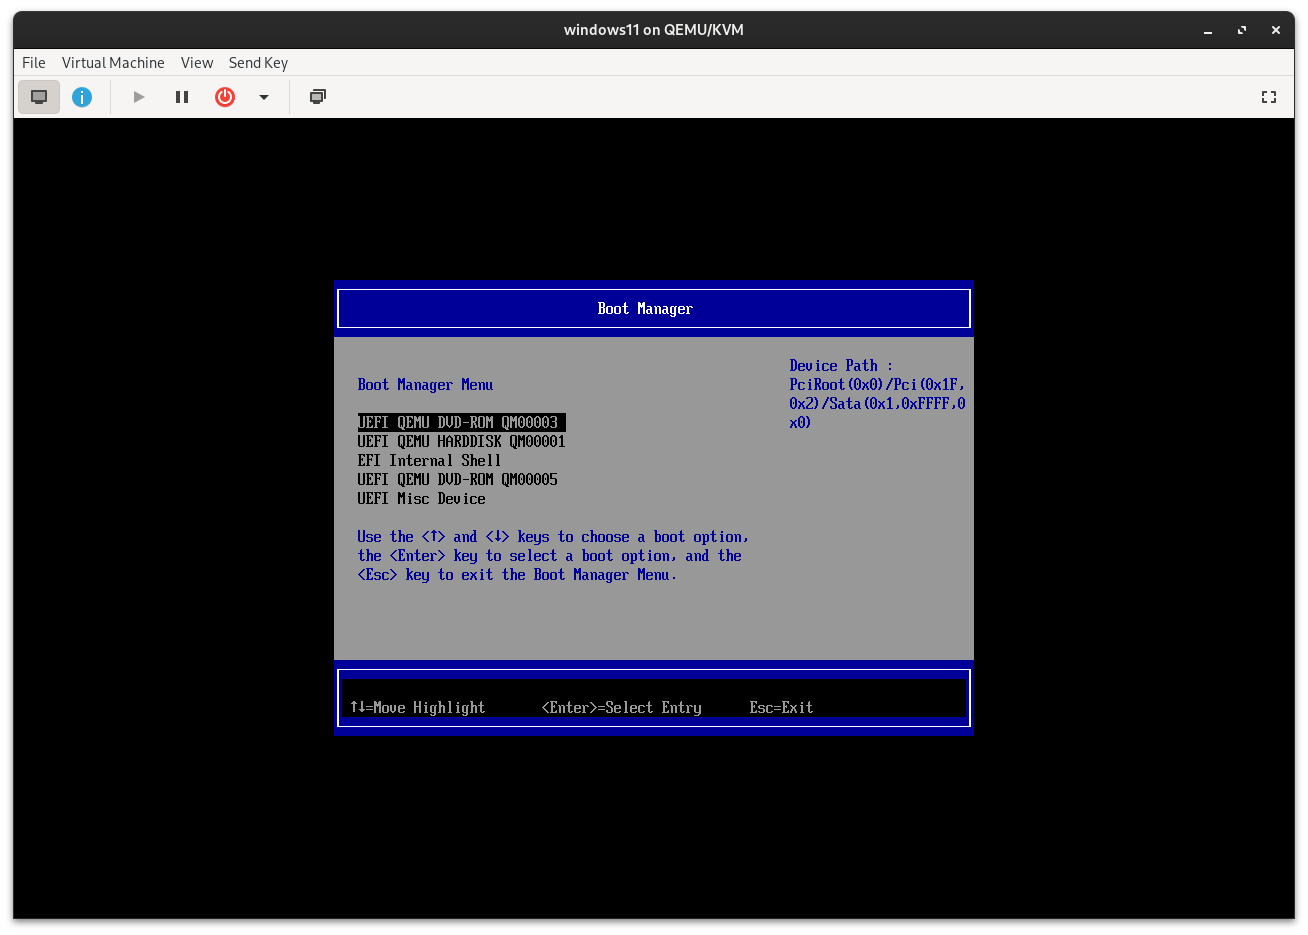 windows11 on QEMU/KVM
File Virtual Machine View Send Key
Boot Manager
Device Path :
PciRoot(0x0)/Pci(0x1F,
0x2)/Sata(0x1,0xFFFF,0
x0)
Boot Manager Menu
UEFI QEMU DVD-ROM QM00003
UEFI QEMU HARDDISK QM00001
EFI Internal Shell
UEFI QEMU DVD-ROM QM00005
UEFI Misc Device
Use the <↑> and <↓> keys to choose a boot option,
the <Enter> key to select a boot option, and the
<Esc> key to exit the Boot Manager Menu.
↑↓=Move Highlight <Enter>=Select Entry Esc=Exit